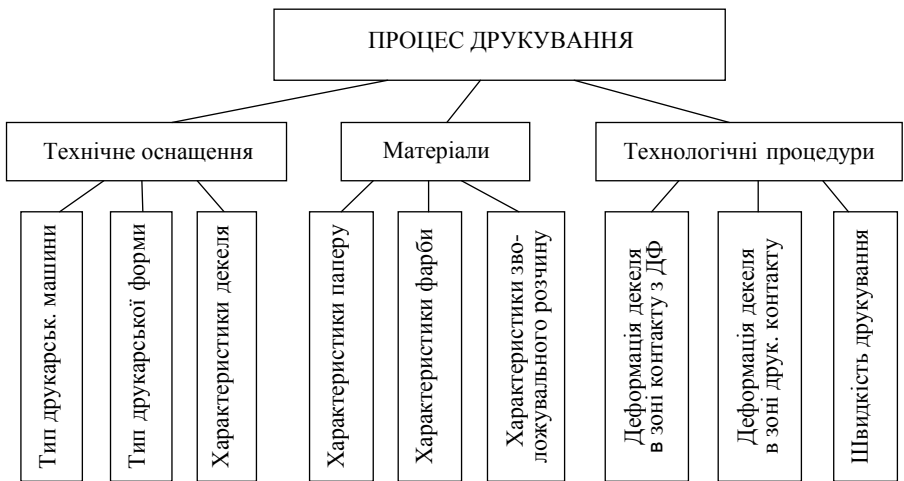 ПРОЦЕС ДРУКУВАННЯ
Технічне оснащення
Матеріали
Технологічні процедури
Тип друкарськ. машини
Тип друкарської форми
Характеристики декеля
Характеристики паперу
Характеристики фарби
Характеристики зво-
ложувального розчину
Деформація декеля
в зоні контакту з ДФ
Деформація декеля
в зоні друк. контакту
Швидкість друкування